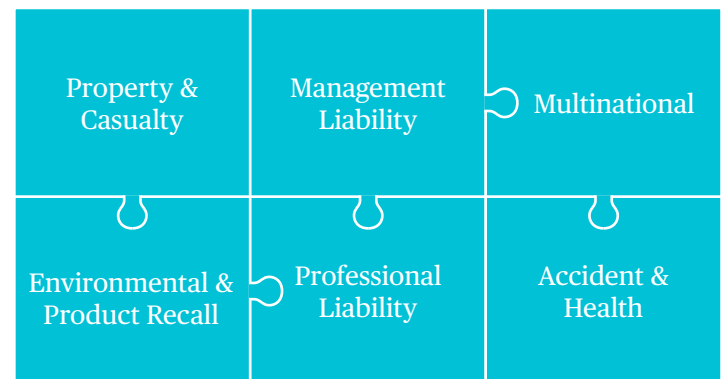 Property &
Casualty
Management
Liability
Multinational
Environmental &
Product Recall
Professional
Liability
Accident &
Health